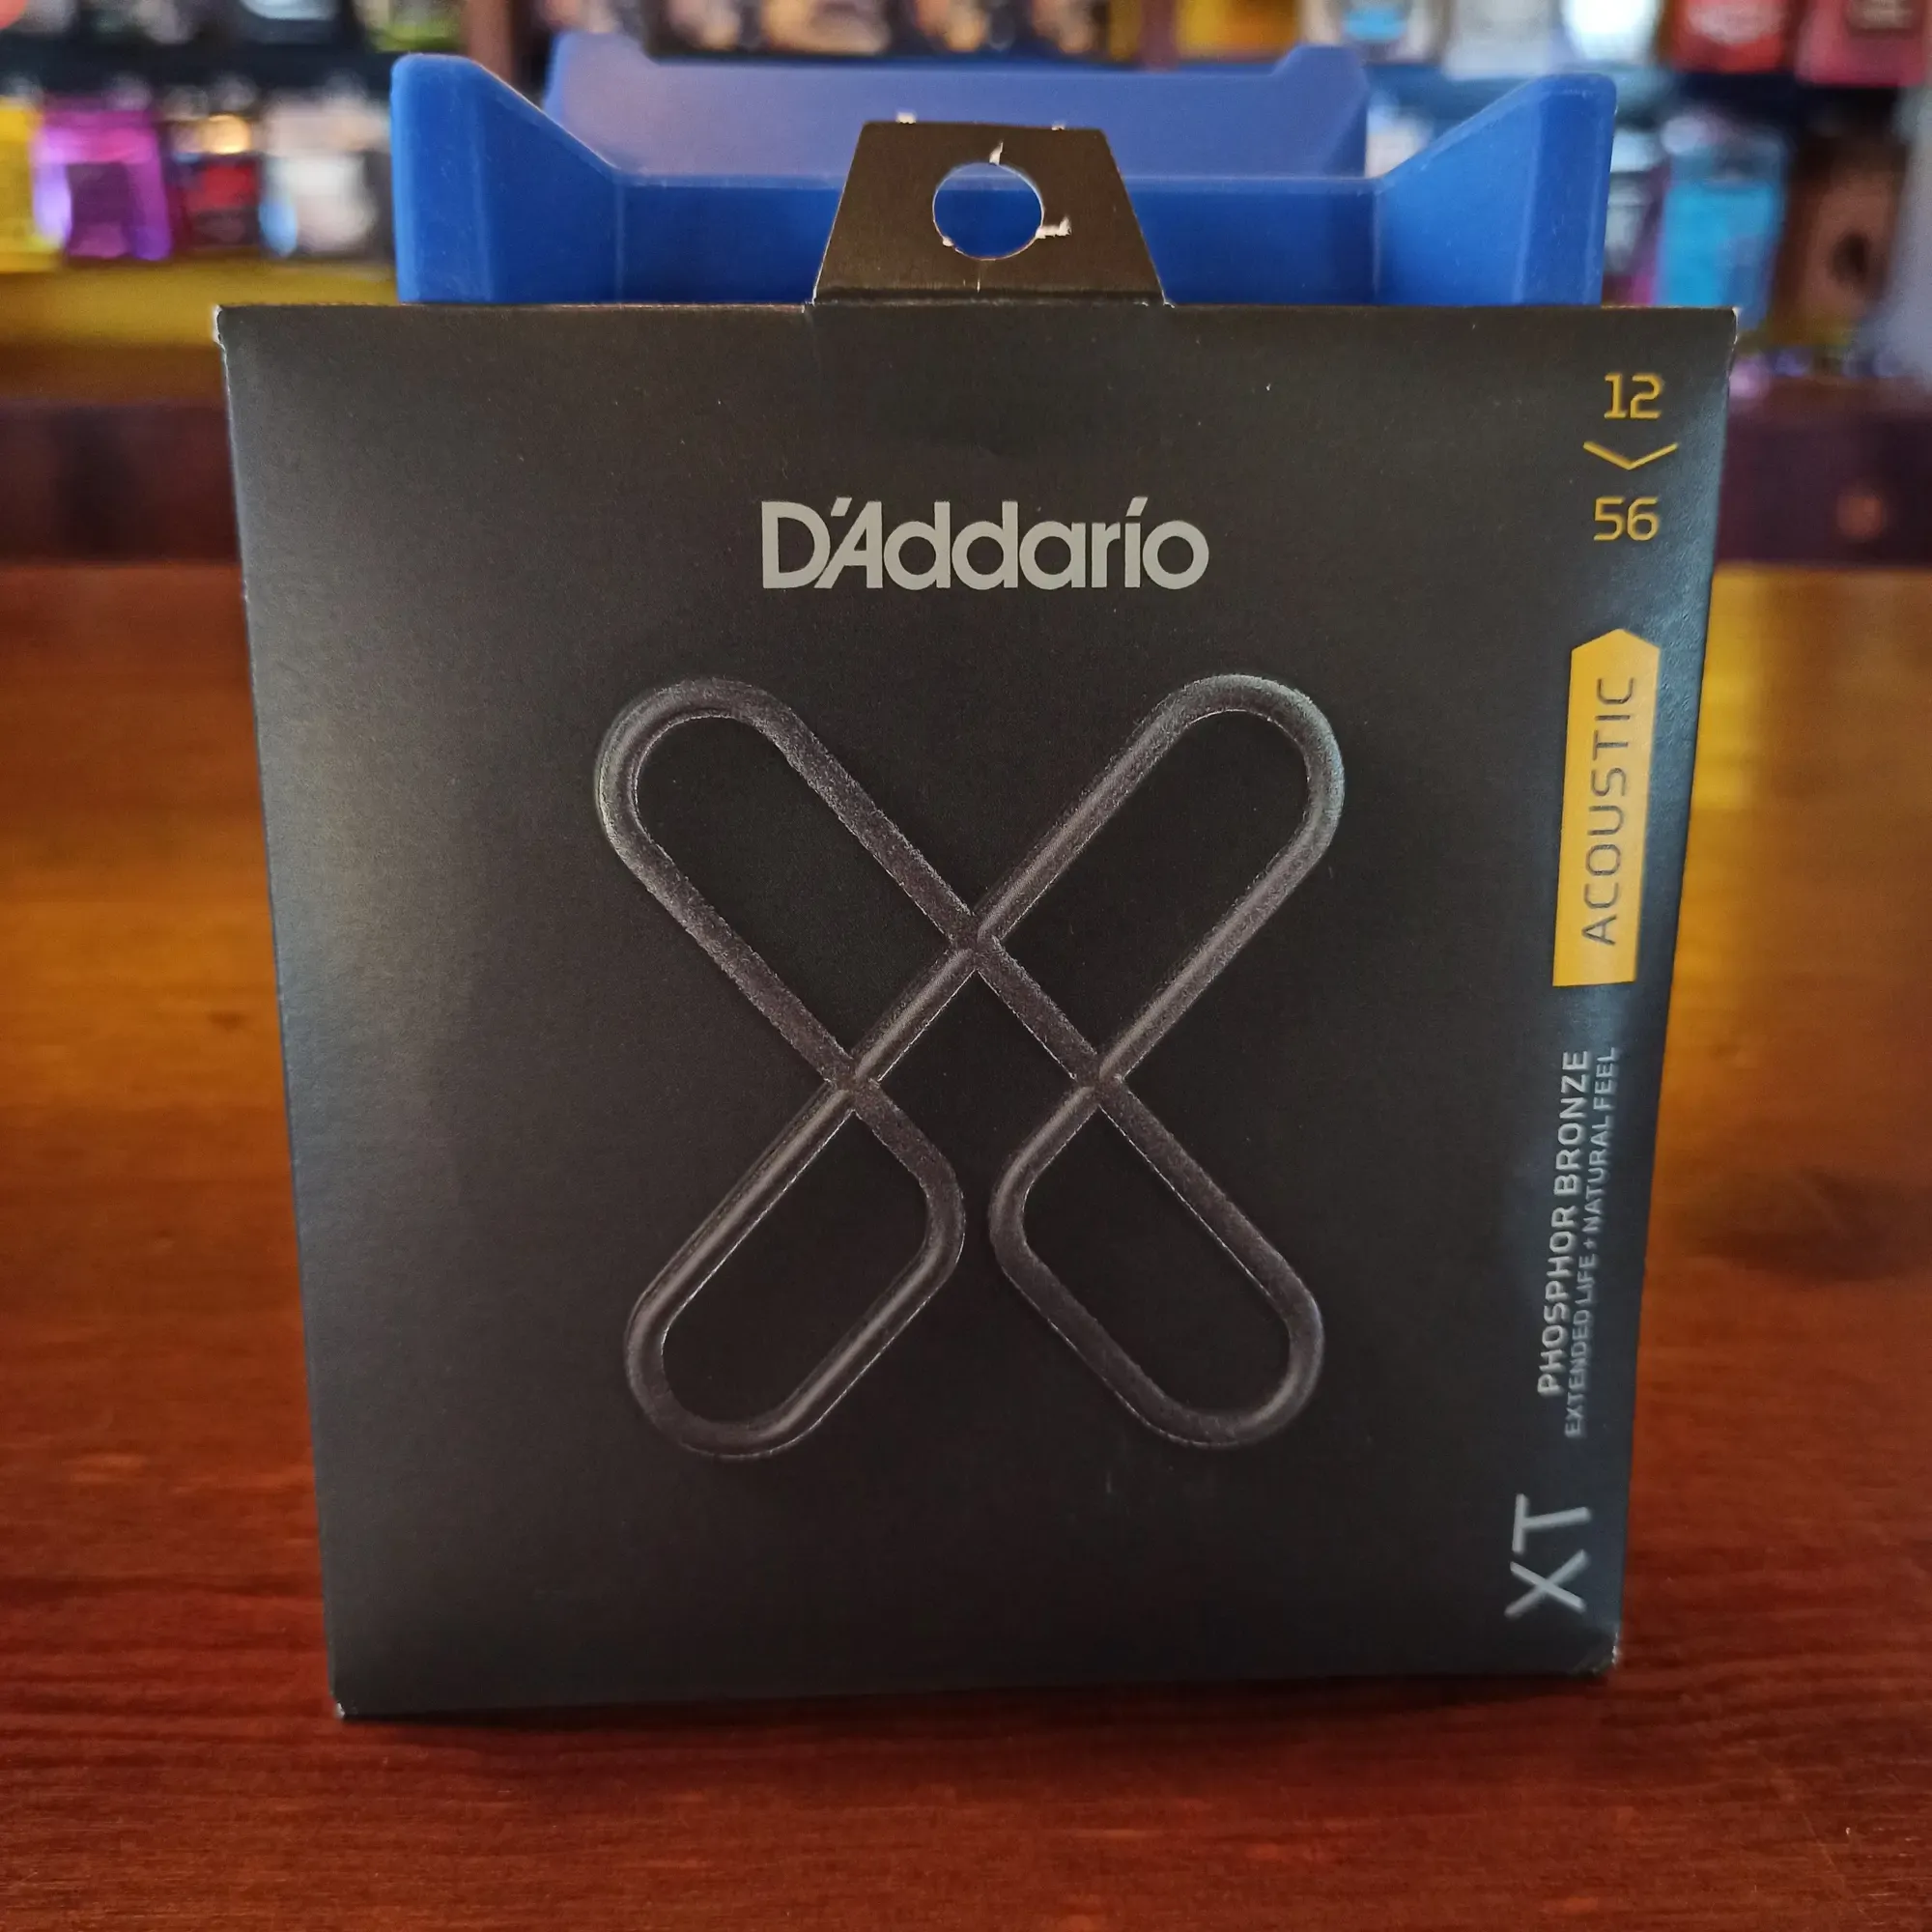 D'Addario
12
56
ACOUSTIC
PHOSPHOR BRONZE
EXTENDED LIFE + NATURAL FEEL
XT